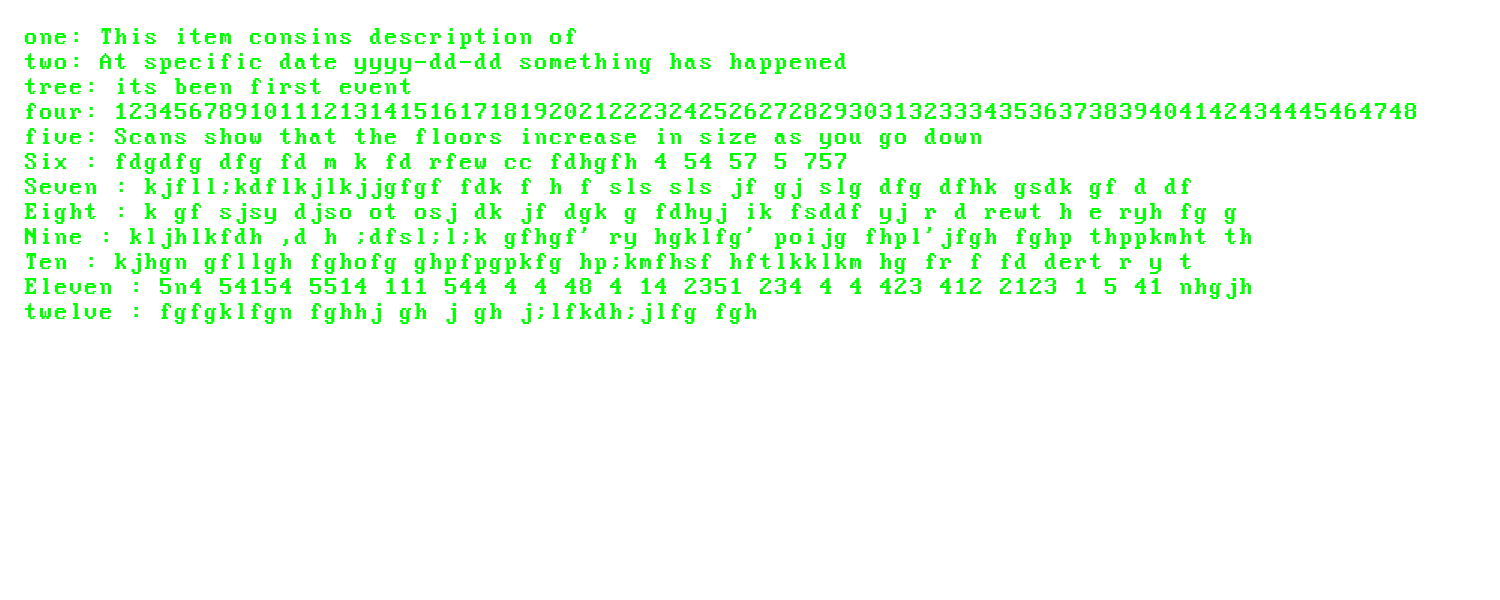 one: This item consins description of
two: At specific date yyyy-dd-dd something has happened
tree: its been first event
four: 123456789101112131415161718192021222324252627282930313233343536373839404142434445464748
five: Scans show that the floors increase in size as you go down
Six : fdgdfg dfg fd m k fd rfew cc fdhgfh 4 54 57 5 757
Seven : kjfll;kdflkjlkjjgfgf fdk f h f sls sls jf gj slg dfg dfhk gsdk gf d df
Eight : k gf sjsy djso ot osj dk jf dgk g fdhyj ik fsddf yj r d rewt h e ryh fg g
Nine : kljhlkfdh ,d h ;dfsl;l;k gfhgf' ry hgklfg' poijg fhpl'jfgh fghp thppkmht th
Ten : kjhgn gfllgh fghofg ghpfpgpkfg hp;kmfhsf hftlkklkm hg fr f fd dert r y t
Eleven : 5n4 54154 5514 111 544 4 4 48 4 14 2351 234 4 4 423 412 2123 1 5 41 nhgjh
twelve : fgfgklfgn fghhj gh j gh j;lfkdh;jlfg fgh